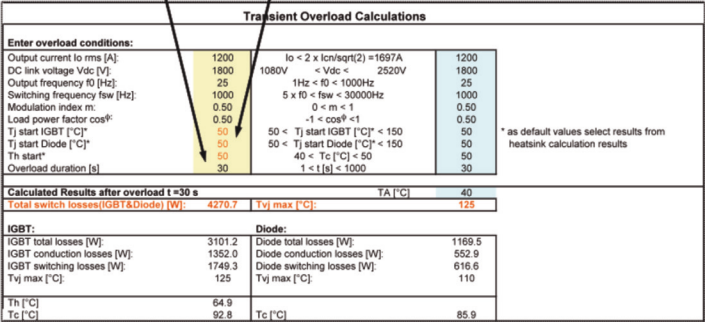 Transient Overload Calculations
Enter overload conditions:
Output current Io rms [A]: 1200 Io < 2 x Icn/sqrt(2) =1697A 1200
DC link voltage Vdc [V]: 1800 1080V < Vdc < 2520V 1800
Output frequency f0 [Hz]: 25 1Hz < f0 < 1000Hz 25
Switching frequency fsw [Hz]: 1000 5 x f0 < fsw < 30000Hz 1000
Modulation index m: 0.50 0 < m < 1 0.50
Load power factor cosφ: 0.50 -1 < cosφ <1 0.50
Tj start IGBT [°C]* 50 50 < Tj start IGBT [°C]* < 150 50 * as default values select results from
Tj start Diode [°C]* 50 50 < Tj start Diode [°C]* < 150 50 heatsink calculation results
Th start* 50 40 < Tc [°C] < 50 50
Overload duration [s] 30 1 < t [s] < 1000 30
Calculated Results after overload t =30 s TA [°C] 40
Total switch losses(IGBT&Diode) [W]: 4270.7 Tvj max [°C]: 125
IGBT: Diode:
IGBT total losses [W]: 3101.2 Diode total losses [W]: 1169.5
IGBT conduction losses [W]: 1352.0 Diode conduction losses [W]: 552.9
IGBT switching losses [W]: 1749.3 Diode switching losses [W]: 616.6
Tvj max [°C]: 125 Tvj max [°C]: 110
Th [°C] 64.9
Tc [°C] 92.8 Tc [°C] 85.9